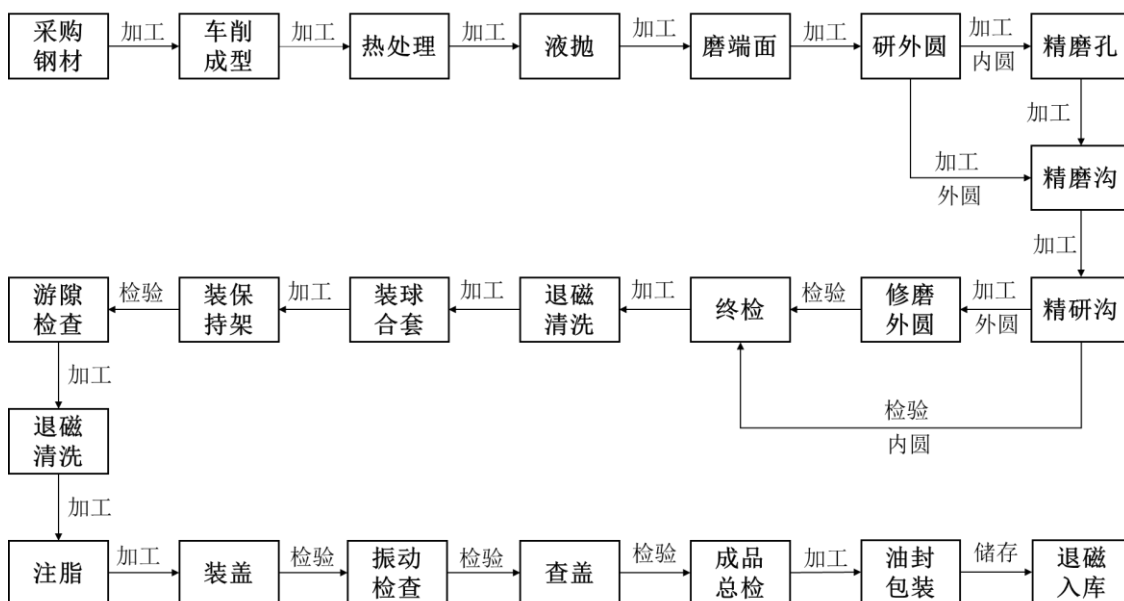 采购
钢材
加工
车削
成型
加工
热处理
加工
液抛
加工
磨端面
加工
研外圆
加工
内圆
精磨孔
加工
加工
外圆
精磨沟
加工
游隙
检查
检验
装保
持架
加工
装球
合套
加工
退磁
清洗
加工
终检
检验
修磨
外圆
加工
外圆
精研沟
加工
检验
内圆
退磁
清洗
加工
注脂
加工
装盖
检验
振动
检查
检验
查盖
检验
成品
总检
加工
油封
包装
储存
退磁
入库